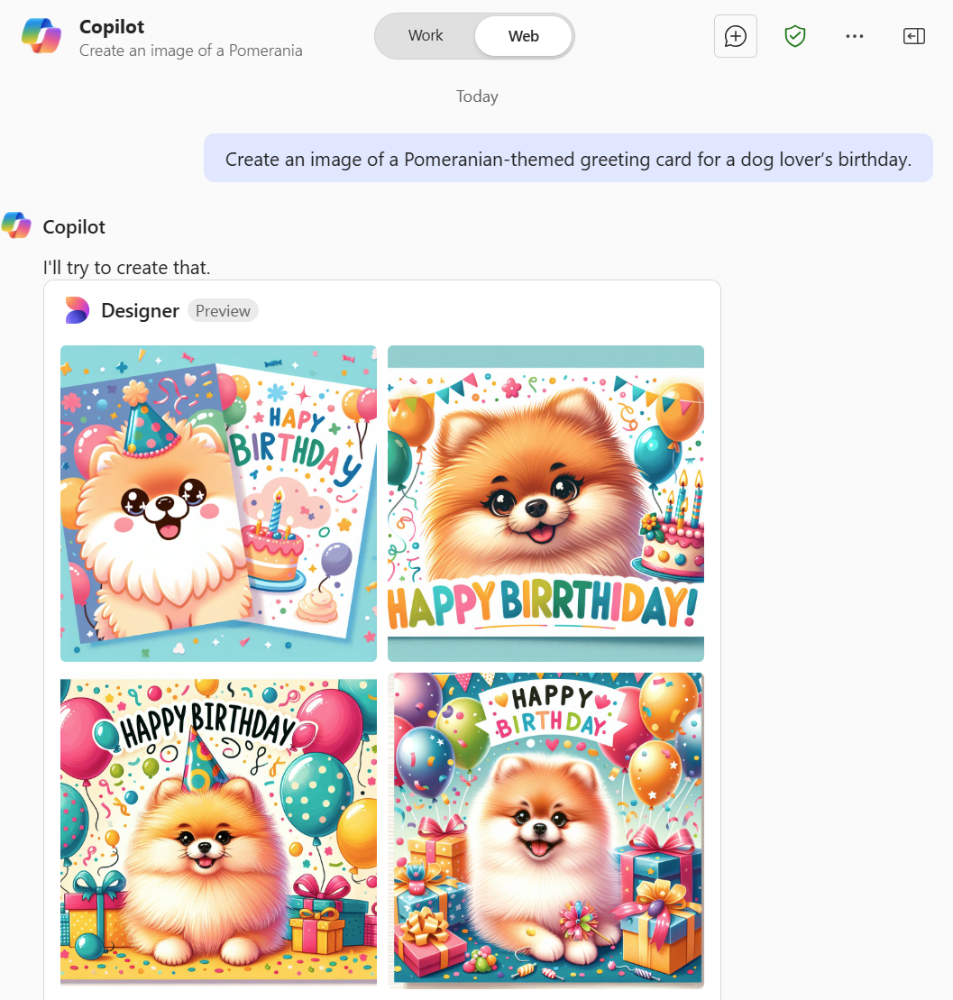 Copilot
Create an image of a Pomerania
Work
Web
Today
Create an image of a Pomeranian-themed greeting card for a dog lover’s birthday.
Copilot
I'll try to create that.
Designer
Preview
HAPY
BIRTHDAY
HAPPY BIRRTHIDAY!
HAPPY BIRTHDAY
HAPPY
BIRTHDAY.